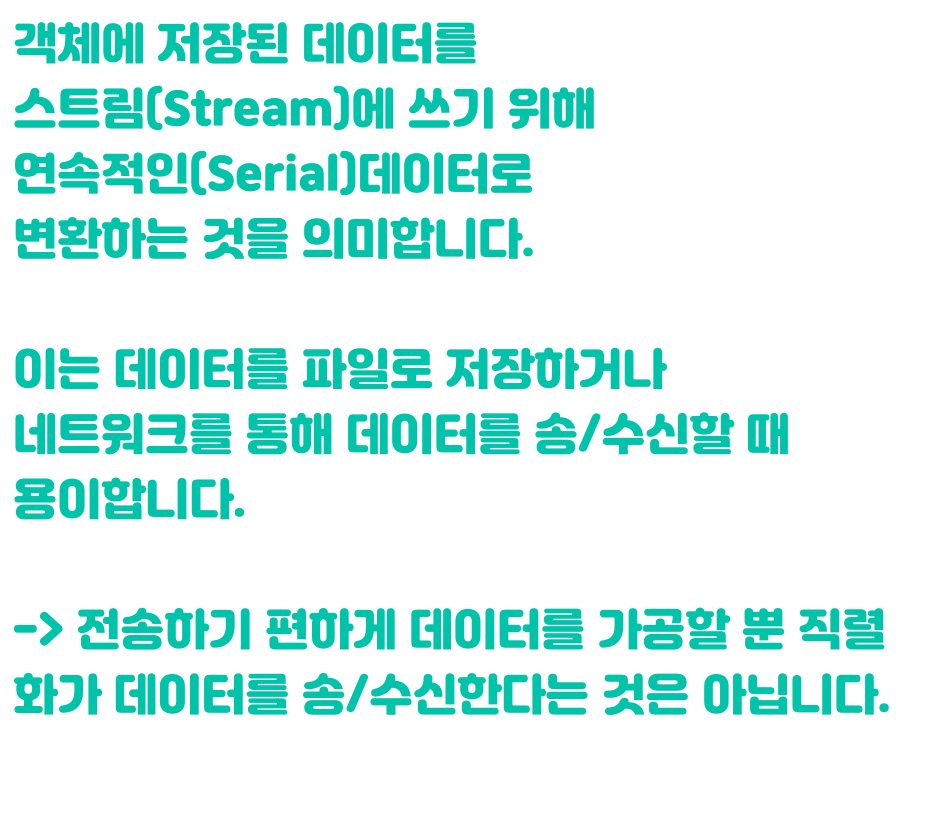 객체에 저장된 데이터를
스트림(Stream)에 쓰기 위해
연속적인(Serial)데이터로
변환하는 것을 의미합니다.
이는 데이터를 파일로 저장하거나
네트워크를 통해 데이터를 송/수신할 때
용이합니다.
-> 전송하기 편하게 데이터를 가공할 뿐 직렬
화가 데이터를 송/수신한다는 것은 아닙니다.